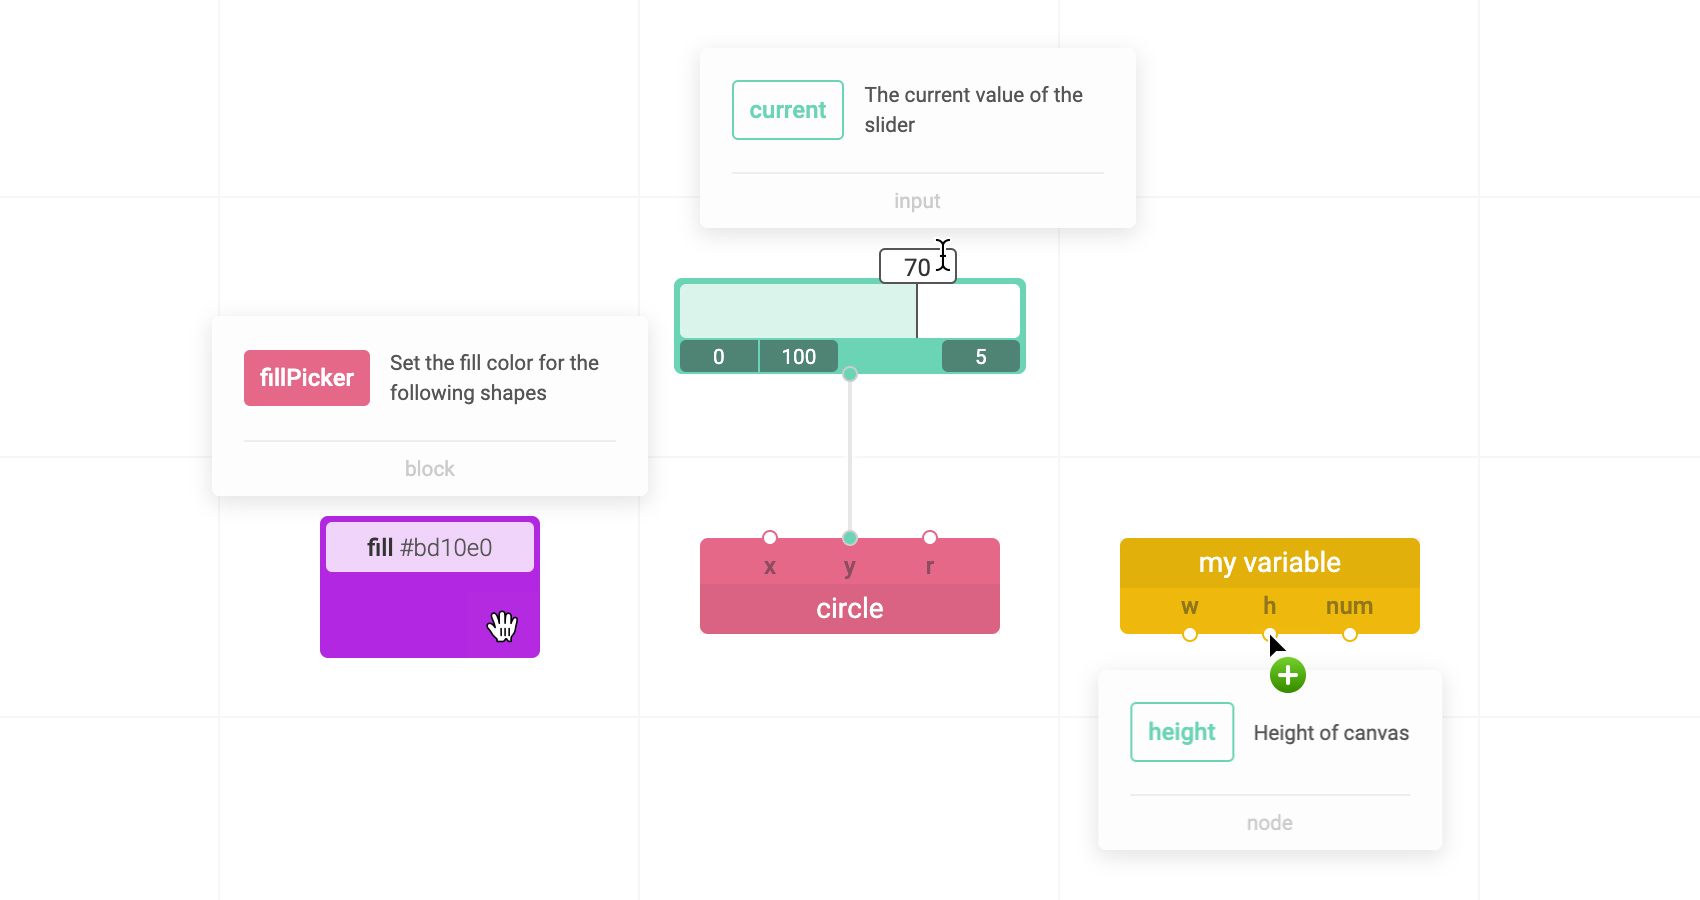 current
The current value of the
slider
input
70
0 100 5
fillPicker
Set the fill color for the
following shapes
block
fill #bd10e0
x y r
circle
my variable
w h num
height
Height of canvas
node